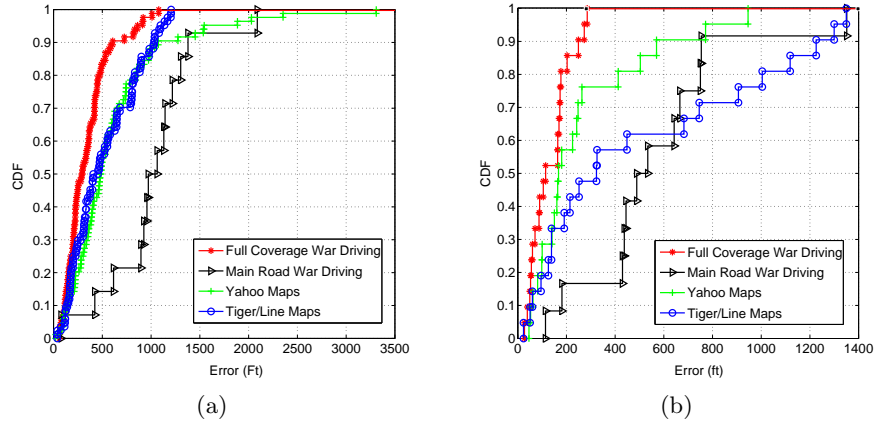 1
0.9
0.8
0.7
0.6
0.5
0.4
0.3
0.2
0.1
0
CDF
0 500 1000 1500 2000 2500 3000 3500
Error (Ft)
Full Coverage War Driving
Main Road War Driving
Yahoo Maps
Tiger/Line Maps
(a)
1
0.9
0.8
0.7
0.6
0.5
0.4
0.3
0.2
0.1
0
CDF
0 200 400 600 800 1000 1200 1400
Error (ft)
Full Coverage War Driving
Main Road War Driving
Yahoo Maps
Tiger/Line Maps
(b)